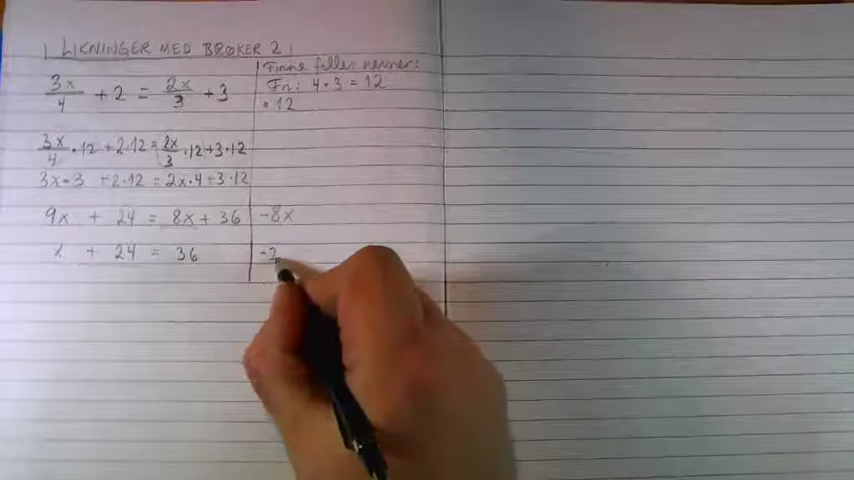 LIKNINGER MED BRØKER 2
3x/4 + 2 = 2x/3 + 3
Finne felles nevner:
Fn: 4 · 3 = 12
· 12
3x/4 · 12 + 2 · 12 = 2x/3 · 12 + 3 · 12
3x · 3 + 2 · 12 = 2x · 4 + 3 · 12
9x + 24 = 8x + 36 | -8x
x + 24 = 36 | -2